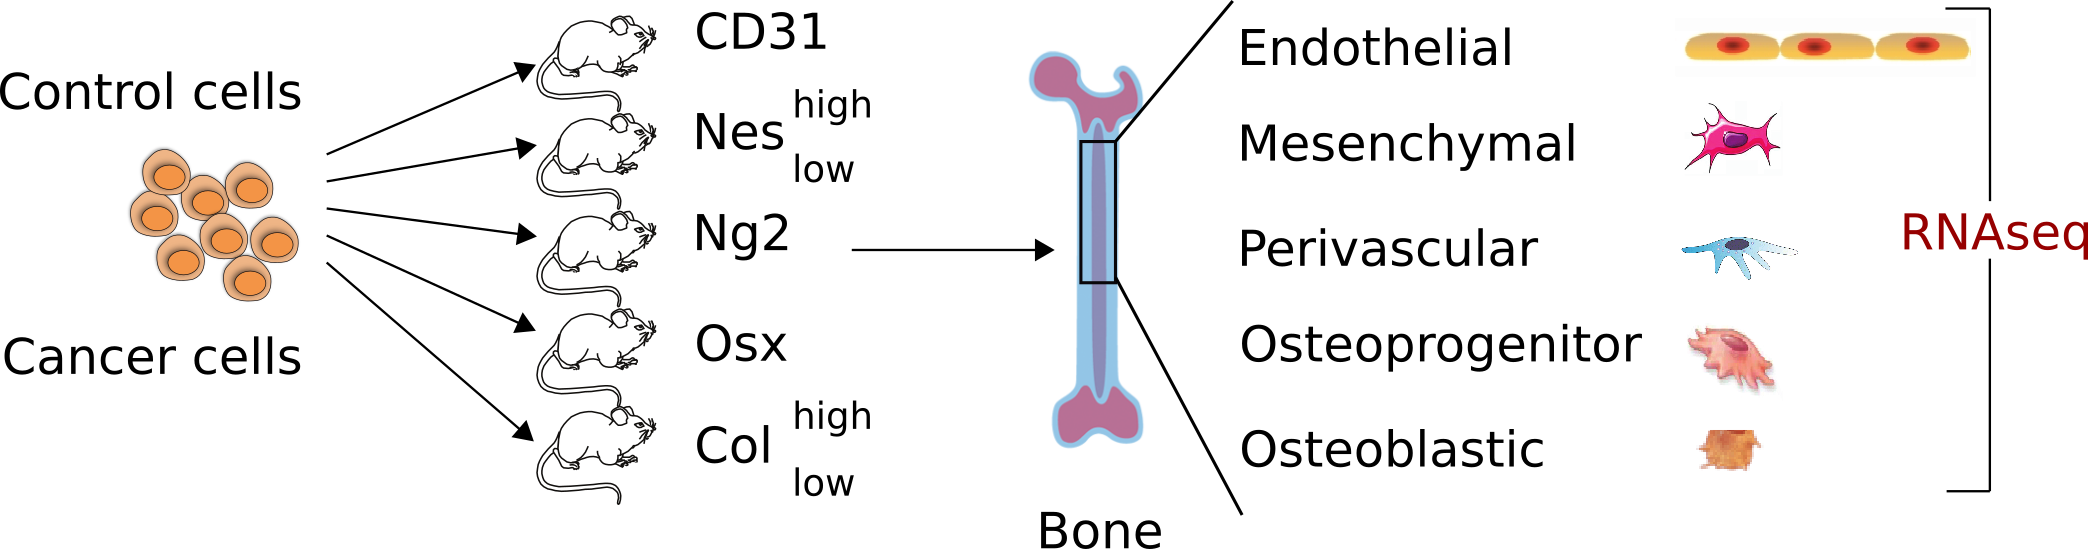 Control cells
Cancer cells
CD31
Nes high
low
Ng2
Osx
Col high
low
Bone
Endothelial
Mesenchymal
Perivascular
Osteoprogenitor
Osteoblastic
RNAseq